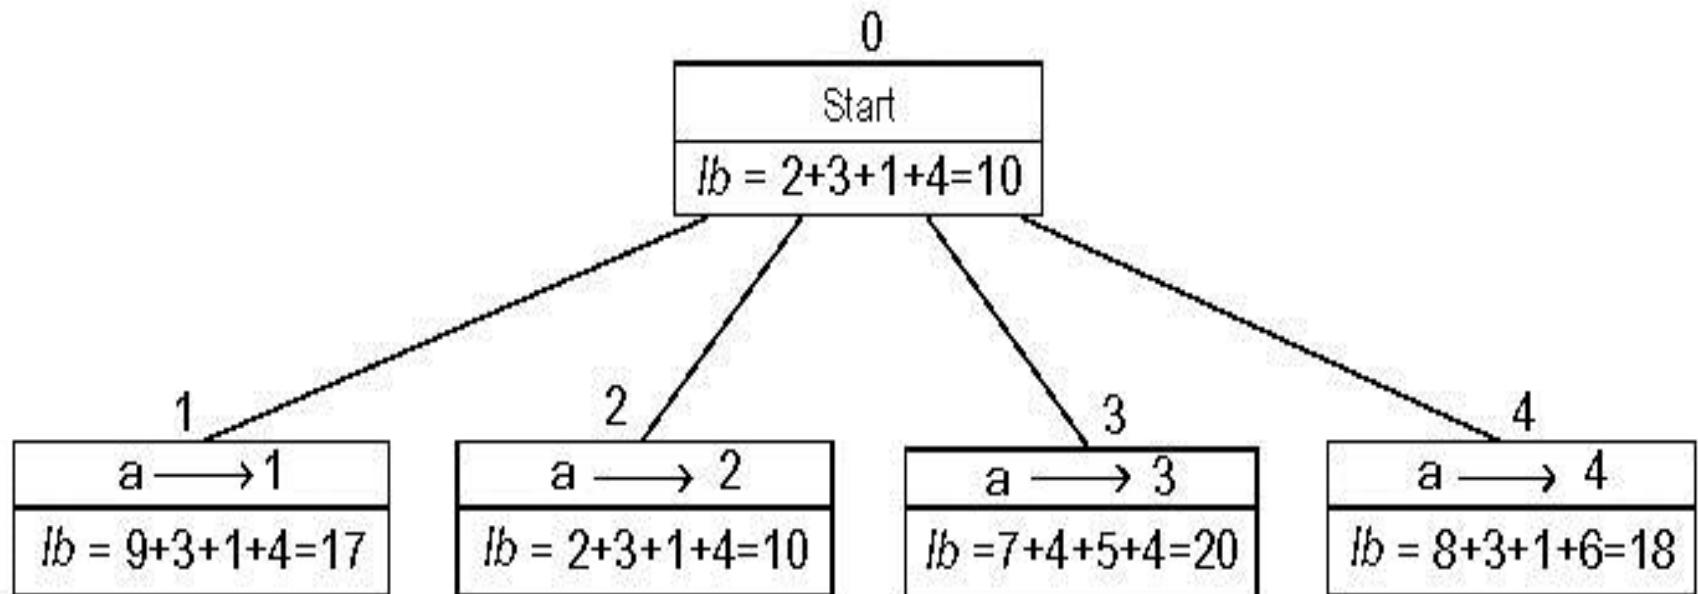 0
Start
lb = 2+3+1+4=10
1
2
3
4
a ⟶ 1
a ⟶ 2
a ⟶ 3
a ⟶ 4
lb = 9+3+1+4=17
lb = 2+3+1+4=10
lb =7+4+5+4=20
lb = 8+3+1+6=18